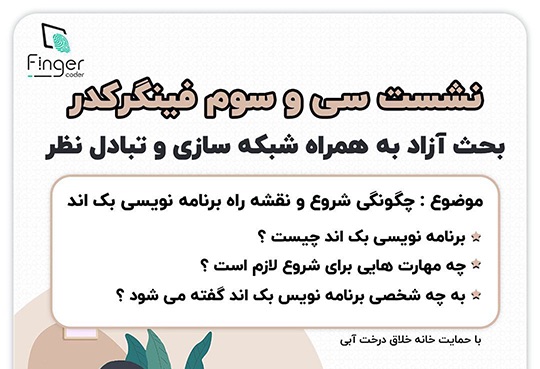 Finger
coder
نشست سی و سوم فینگرکدر
بحث آزاد به همراه شبکه سازی و تبادل نظر
موضوع : چگونگی شروع و نقشه راه برنامه نویسی بک اند
برنامه نویسی بک اند چیست ؟
چه مهارت هایی برای شروع لازم است ؟
به چه شخصی برنامه نویس بک اند گفته می شود ؟
با حمایت خانه خلاق درخت آبی